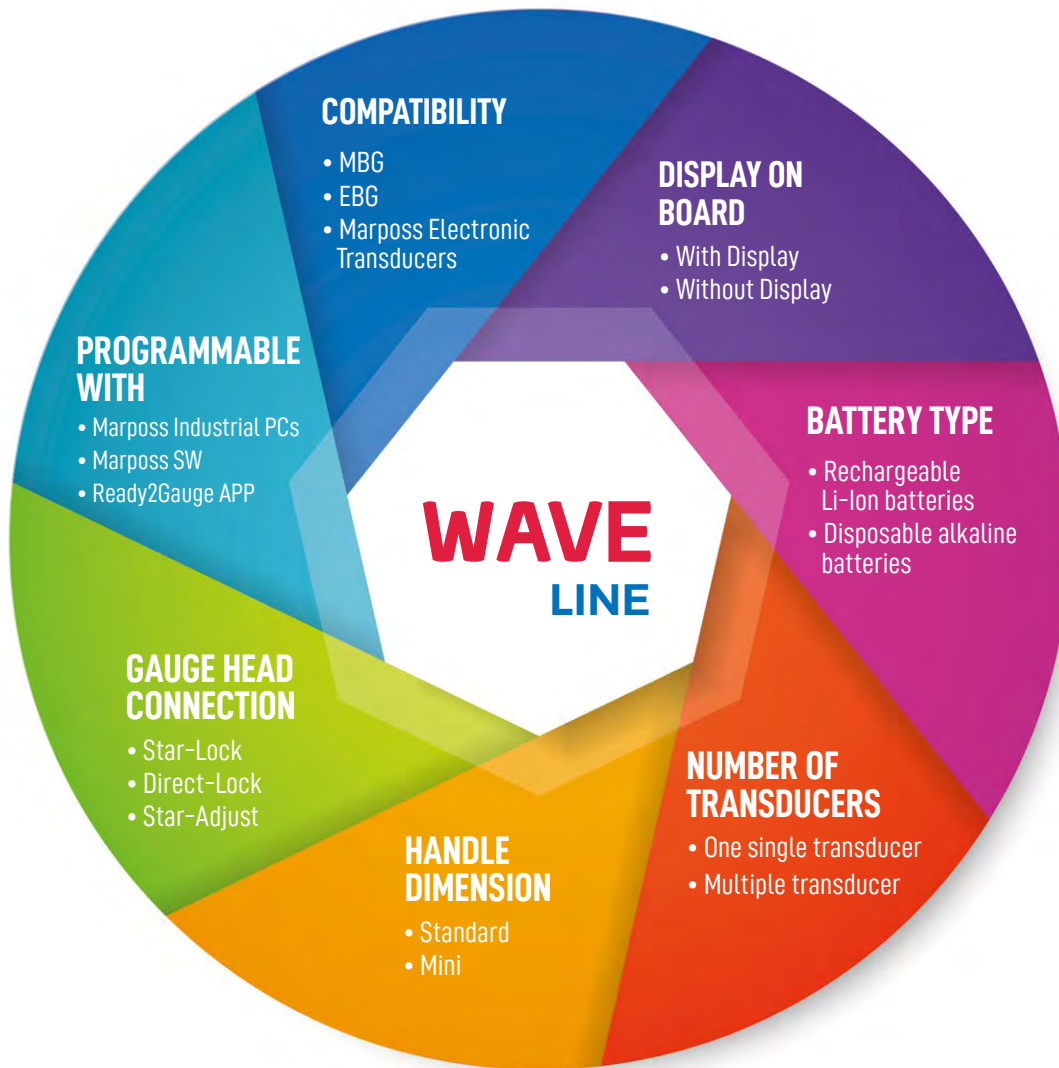 COMPATIBILITY
• MBG
• EBG
• Marposs Electronic
Transducers
DISPLAY ON
BOARD
• With Display
• Without Display
BATTERY TYPE
• Rechargeable
Li-Ion batteries
• Disposable alkaline
batteries
NUMBER OF
TRANSDUCERS
• One single transducer
• Multiple transducer
HANDLE
DIMENSION
• Standard
• Mini
GAUGE HEAD
CONNECTION
• Star-Lock
• Direct-Lock
• Star-Adjust
PROGRAMMABLE
WITH
• Marposs Industrial PCs
• Marposs SW
• Ready2Gauge APP
WAVE
LINE